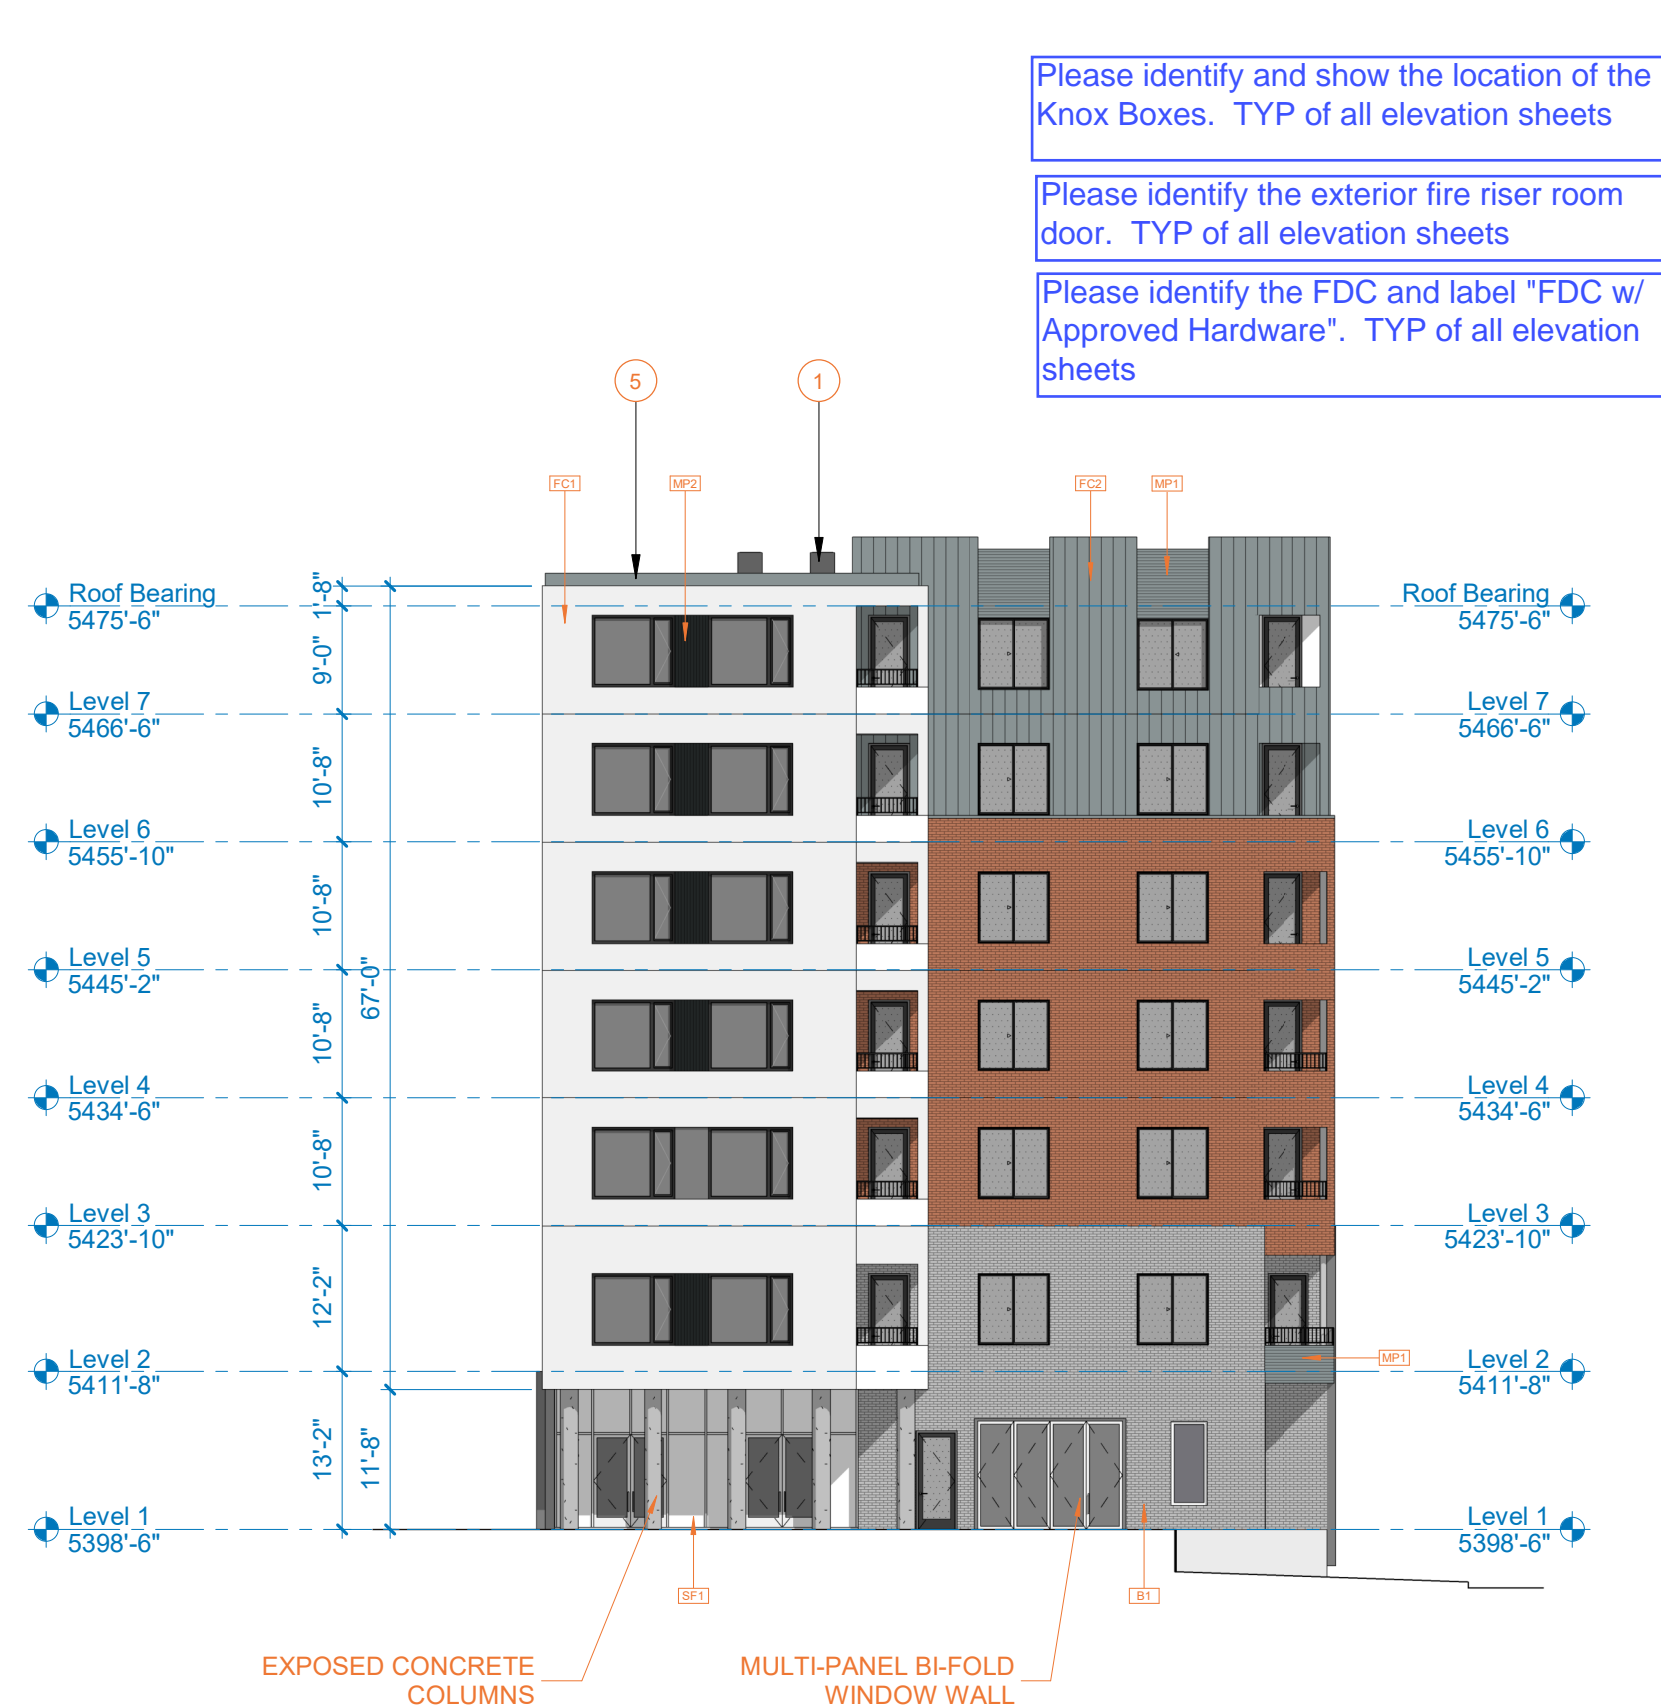 Please identify and show the location of the
Knox Boxes.  TYP of all elevation sheets
Please identify the exterior fire riser room
door.  TYP of all elevation sheets
Please identify the FDC and label "FDC w/
Approved Hardware".  TYP of all elevation
sheets
5
1
FC1
MP2
FC2
MP1
Roof Bearing
5475'-6"
1'-8"
Roof Bearing
5475'-6"
9'-0"
Level 7
5466'-6"
Level 7
5466'-6"
10'-8"
Level 6
5455'-10"
Level 6
5455'-10"
10'-8"
Level 5
5445'-2"
67'-0"
Level 5
5445'-2"
10'-8"
Level 4
5434'-6"
Level 4
5434'-6"
10'-8"
Level 3
5423'-10"
Level 3
5423'-10"
12'-2"
Level 2
5411'-8"
MP1
Level 2
5411'-8"
13'-2"
11'-8"
Level 1
5398'-6"
Level 1
5398'-6"
SF1
B1
EXPOSED CONCRETE
COLUMNS
MULTI-PANEL BI-FOLD
WINDOW WALL